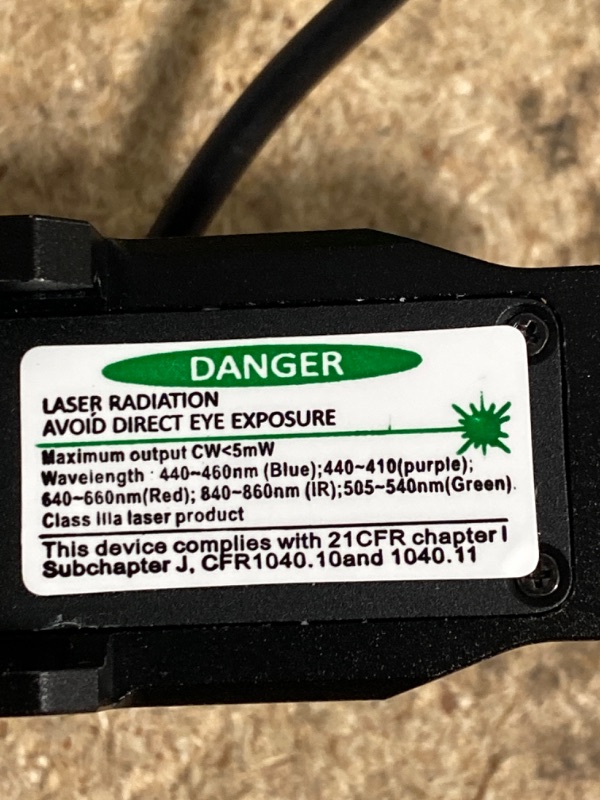 DANGER
LASER RADIATION
AVOID DIRECT EYE EXPOSURE
Maximum output CW<5mW
Wavelength : 440~460nm (Blue);440~410(purple);
640~660nm(Red); 840~860nm (IR);505~540nm(Green).
Class IIIa laser product
This device complies with 21CFR chapter I
Subchapter J, CFR1040.10and 1040.11